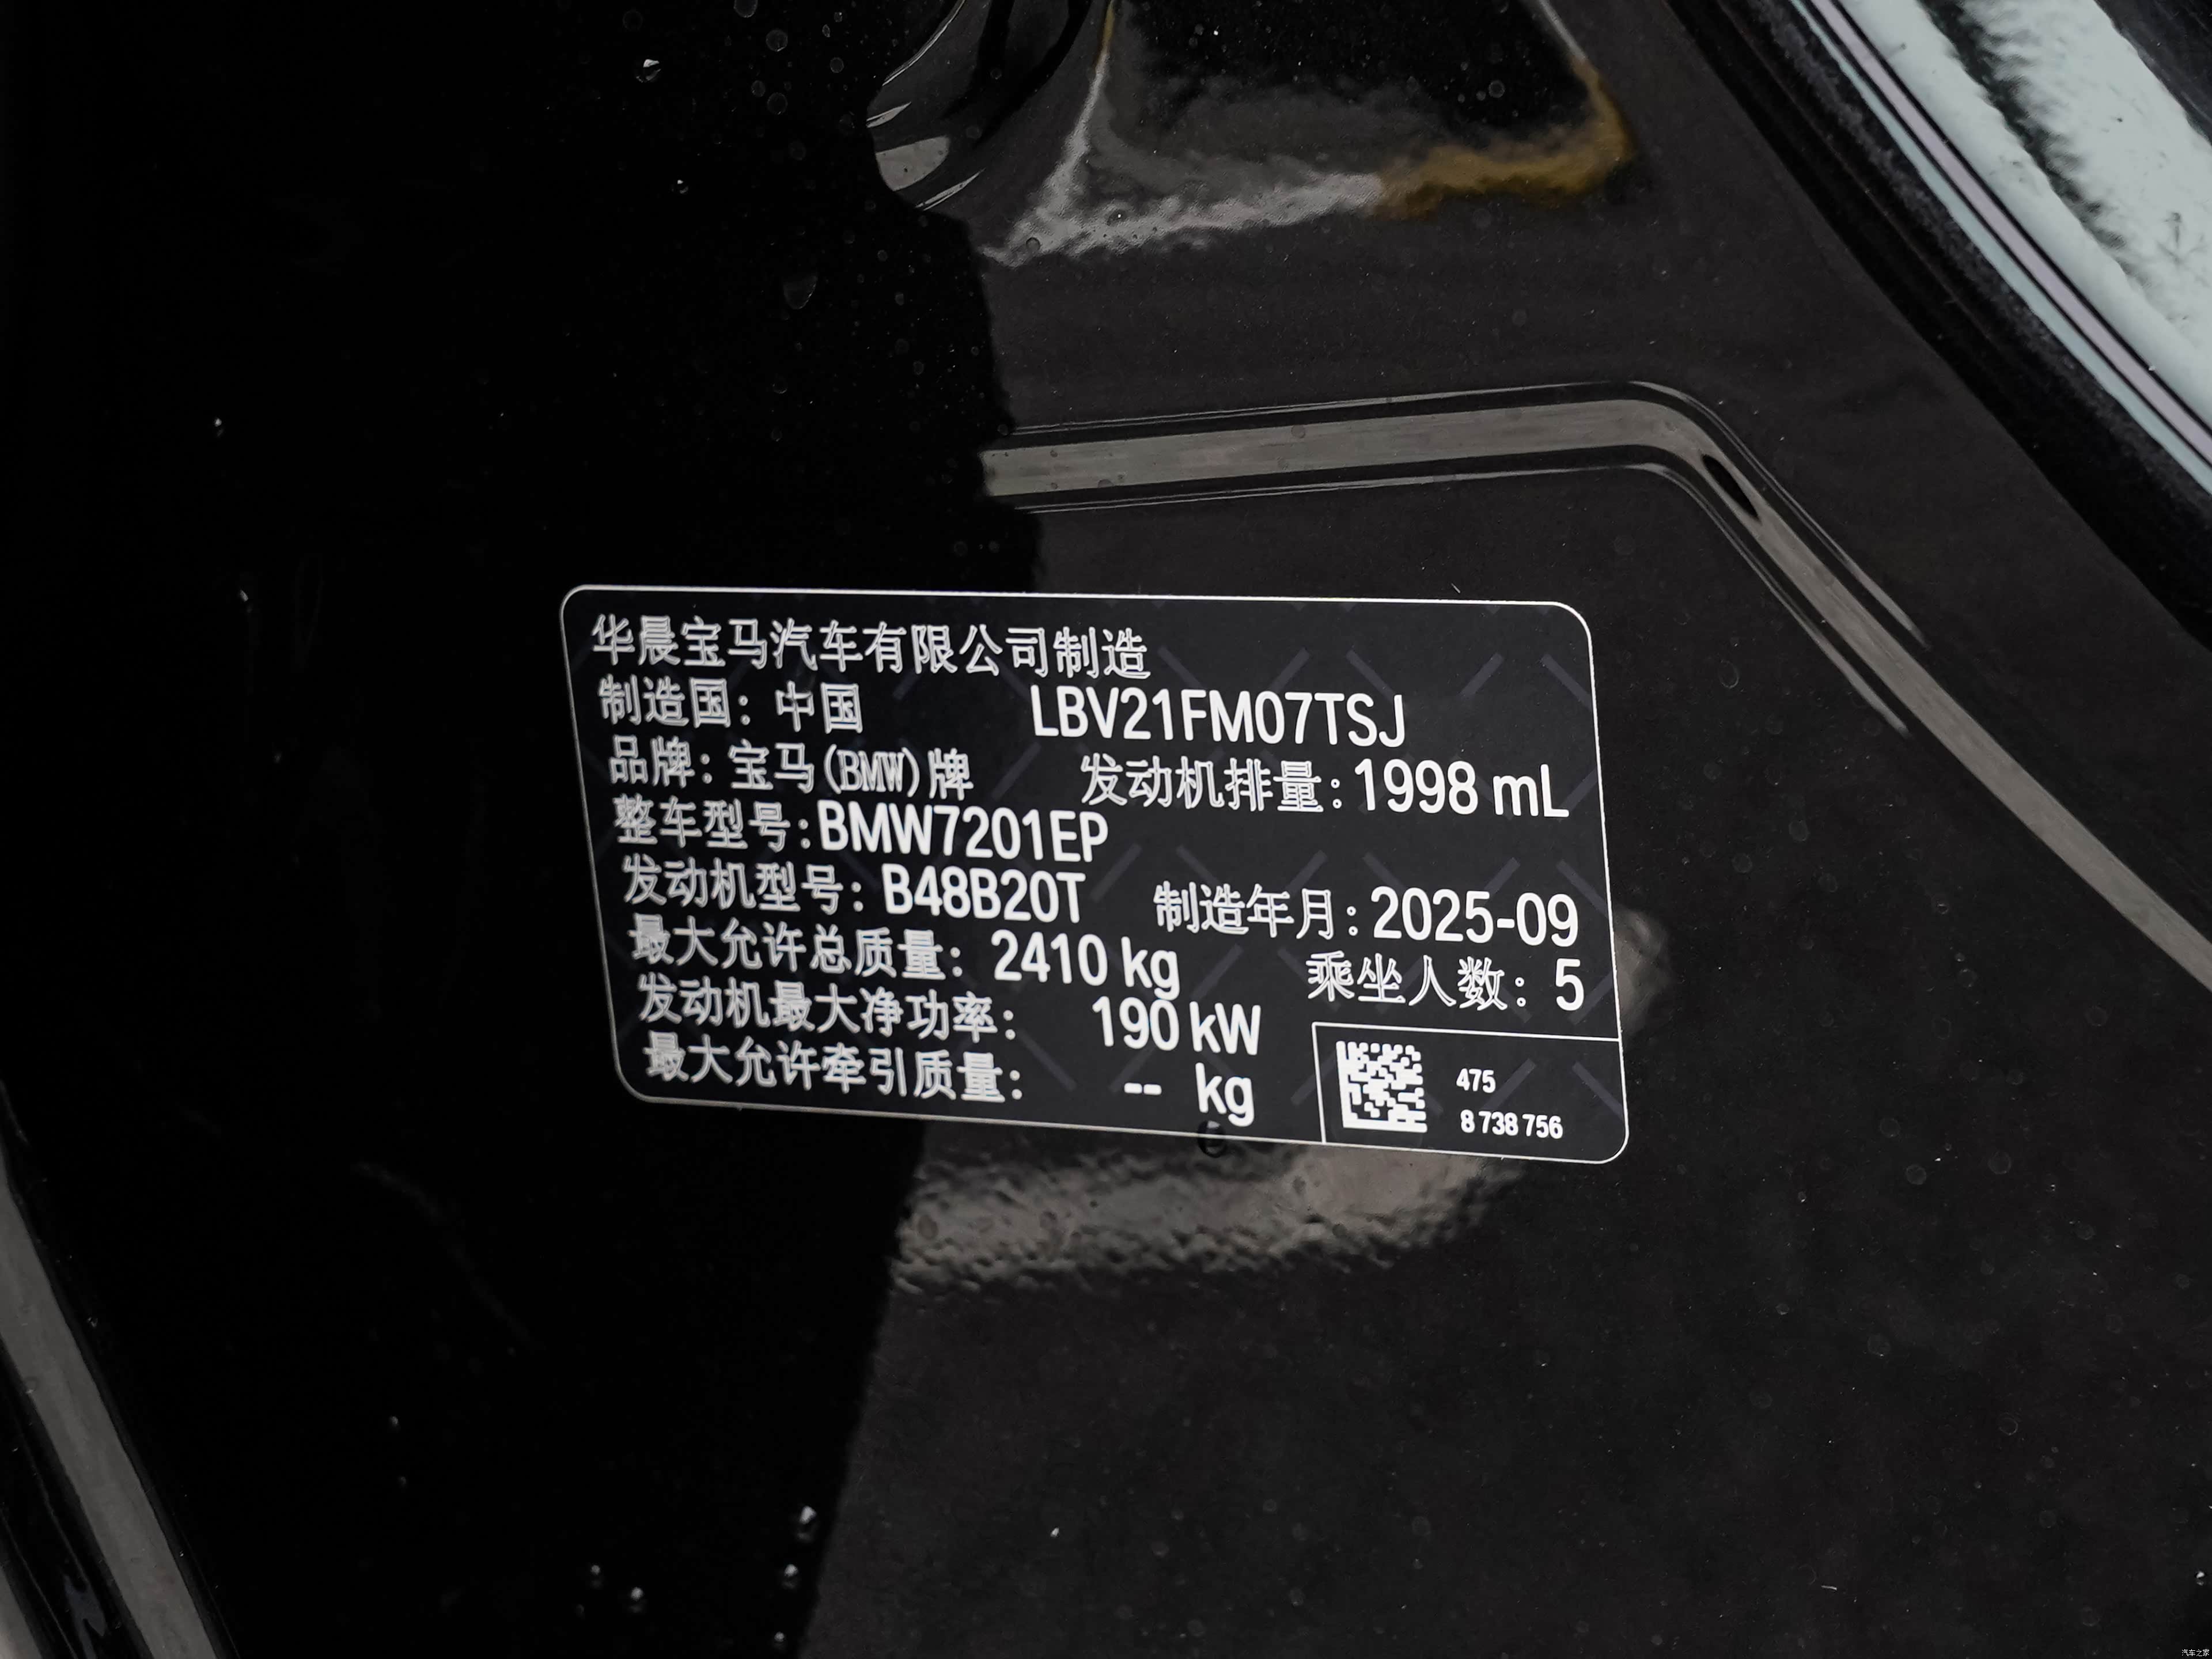 华晨宝马汽车有限公司制造
制造国：中国 LBV21FM07TSJ
品牌：宝马(BMW)牌 发动机排量：1998 mL
整车型号：BMW7201EP
发动机型号：B48B20T 制造年月：2025-09
最大允许总质量：2410 kg 乘坐人数：5
发动机最大净功率：190 kW
最大允许牵引质量：-- kg
475
8 738 756
汽车之家